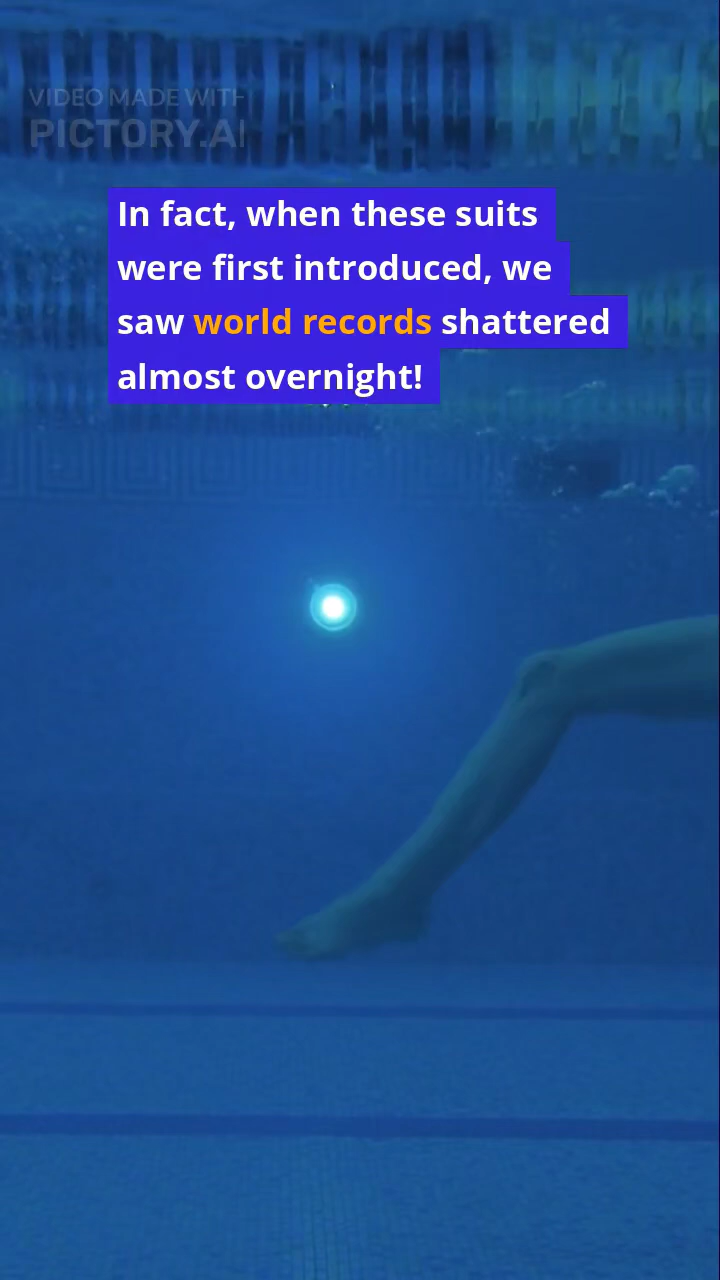 VIDEO MADE WITH
PICTORY.AI
In fact, when these suits
were first introduced, we
saw world records shattered
almost overnight!